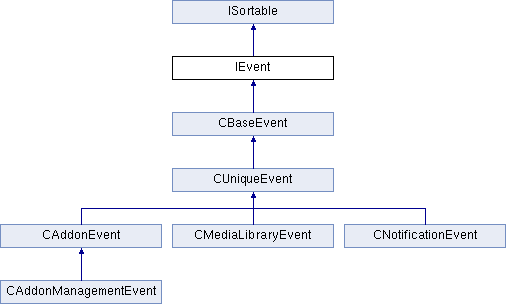 ISortable
IEvent
CBaseEvent
CUniqueEvent
CAddonEvent
CMediaLibraryEvent
CNotificationEvent
CAddonManagementEvent